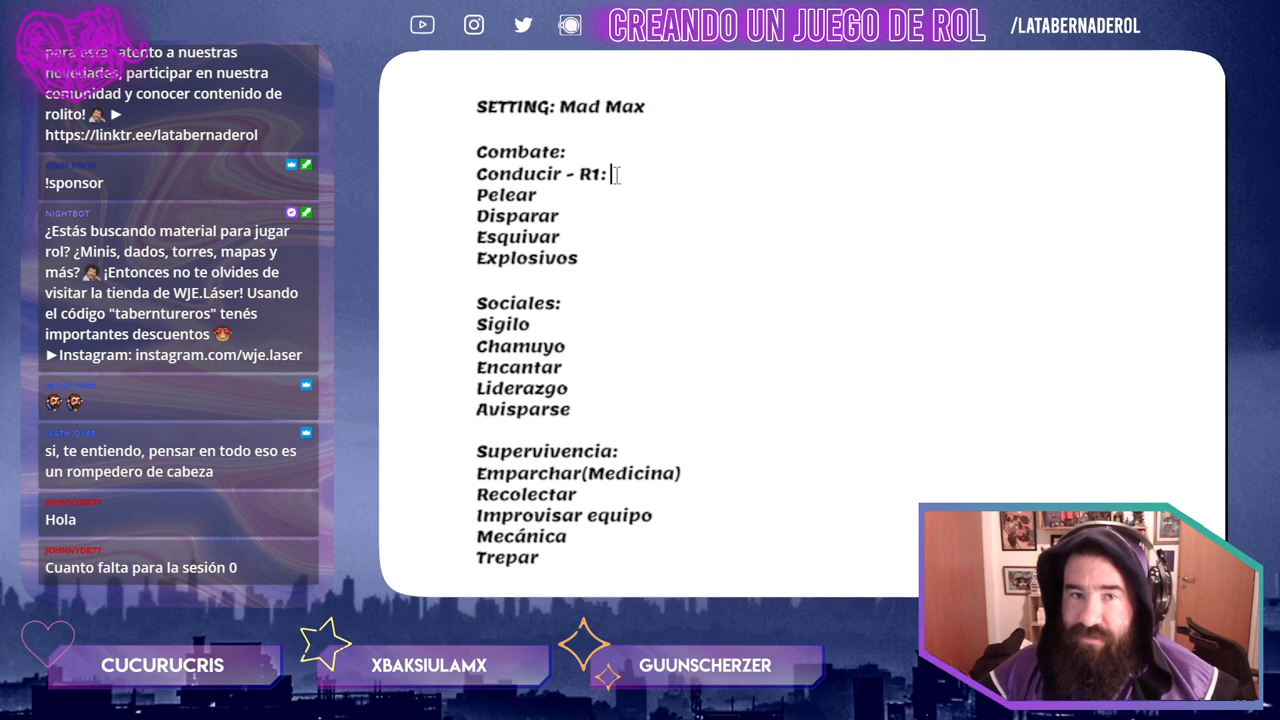 CREANDO UN JUEGO DE ROL
/LATABERNADEROL
para estar atento a nuestras
novedades, participar en nuestra
comunidad y conocer contenido de
rolito! ►
https://linktr.ee/latabernaderol
!sponsor
NIGHTBOT
¿Estás buscando material para jugar
rol? ¿Minis, dados, torres, mapas y
más? ¡Entonces no te olvides de
visitar la tienda de WJE.Láser! Usando
el código "taberntureros" tenés
importantes descuentos
►Instagram: instagram.com/wje.laser
MATH_OVER
si, te entiendo, pensar en todo eso es
un rompedero de cabeza
JOHNNYDR77
Hola
JOHNNYDR77
Cuanto falta para la sesión 0
SETTING: Mad Max
Combate:
Conducir - R1:
Pelear
Disparar
Esquivar
Explosivos
Sociales:
Sigilo
Chamuyo
Encantar
Liderazgo
Avisparse
Supervivencia:
Emparchar(Medicina)
Recolectar
Improvisar equipo
Mecánica
Trepar
CUCURUCRIS
XBAKSIULAMX
GUUNSCHERZER